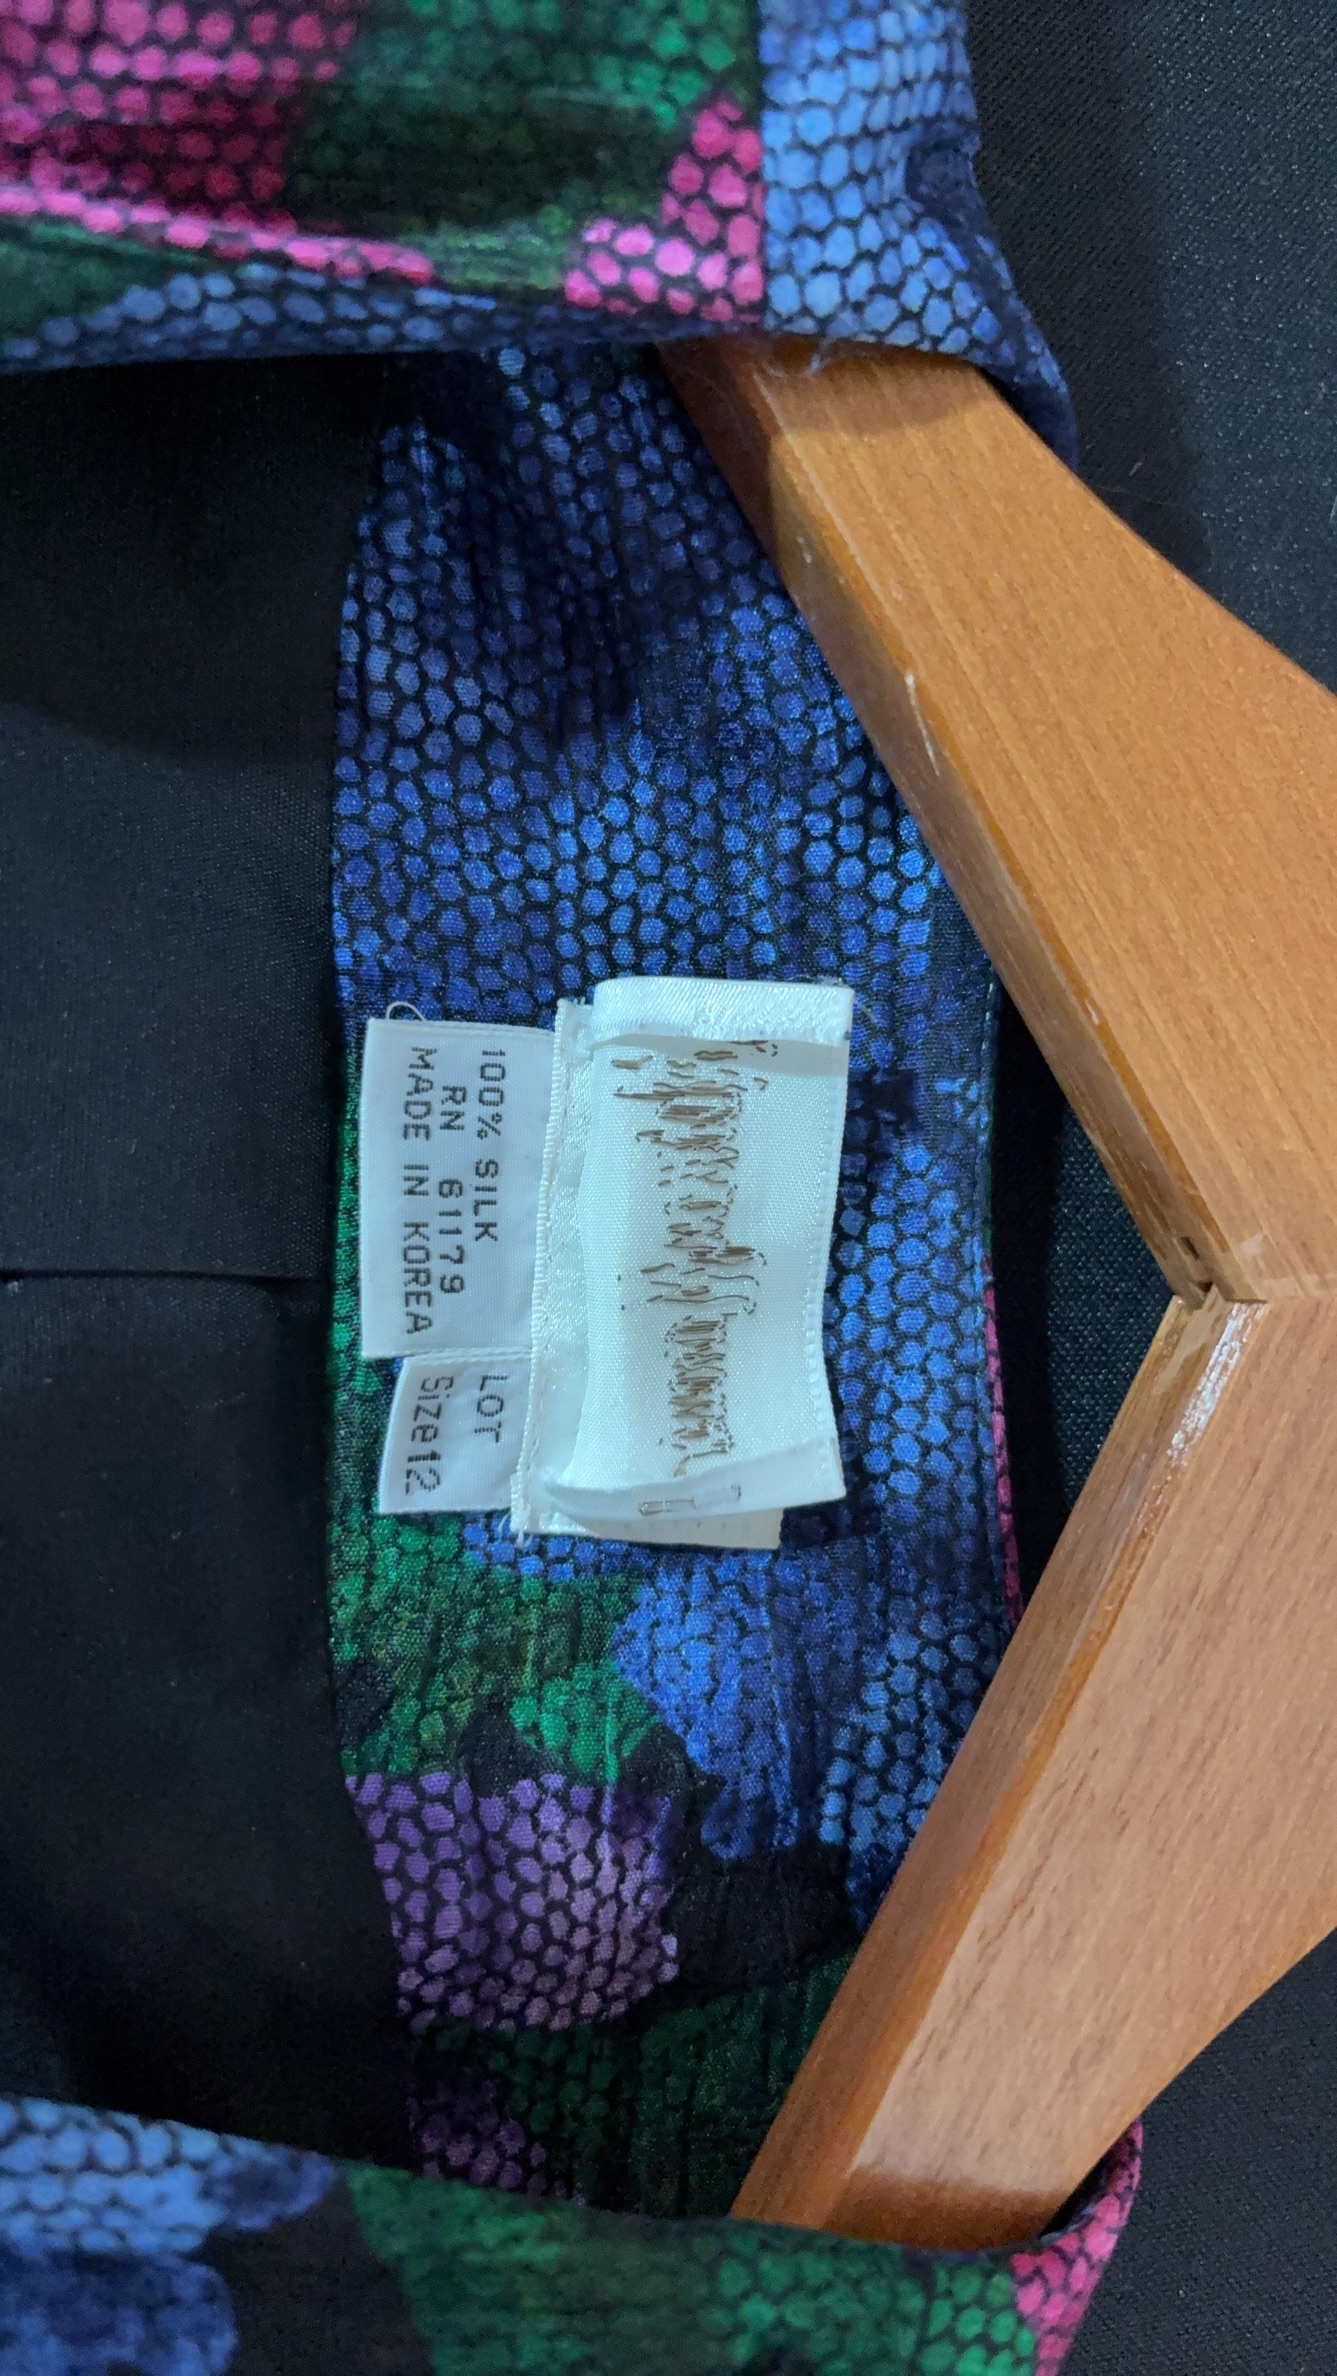 100% SILK
RN 61179
MADE IN KOREA
LOT
Size 12